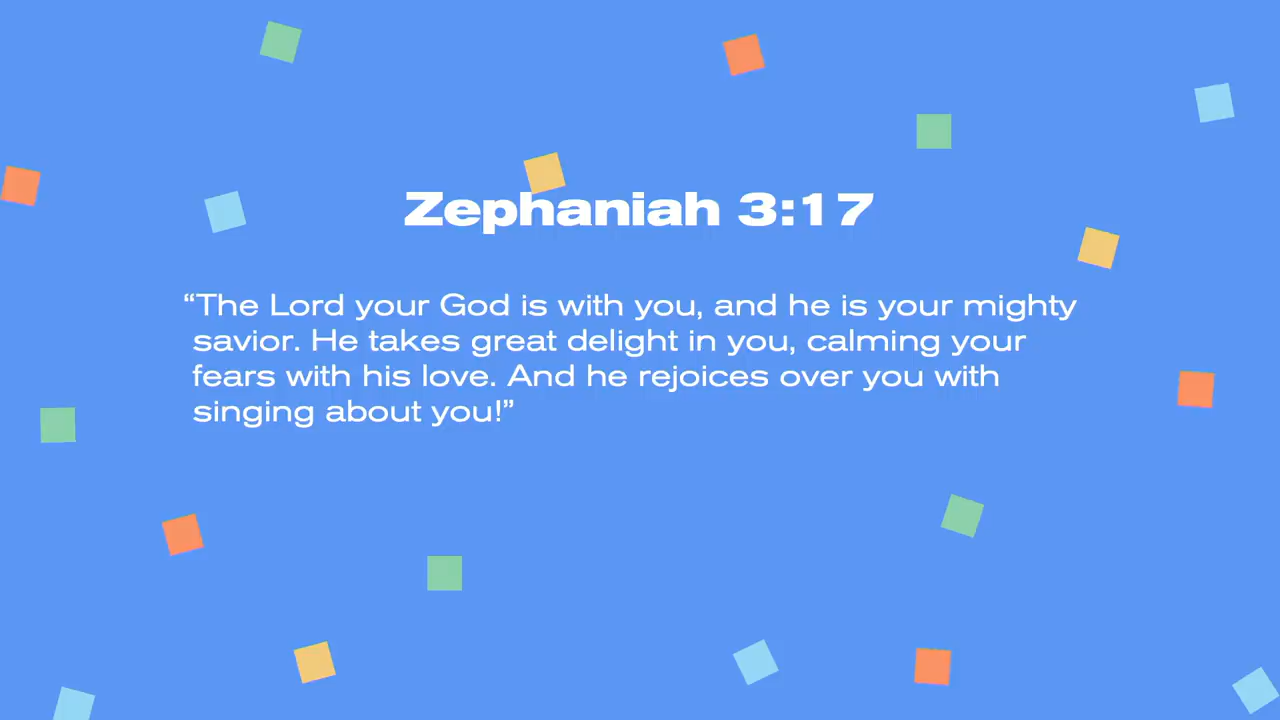 Zephaniah 3:17
“The Lord your God is with you, and he is your mighty
savior. He takes great delight in you, calming your
fears with his love. And he rejoices over you with
singing about you!”